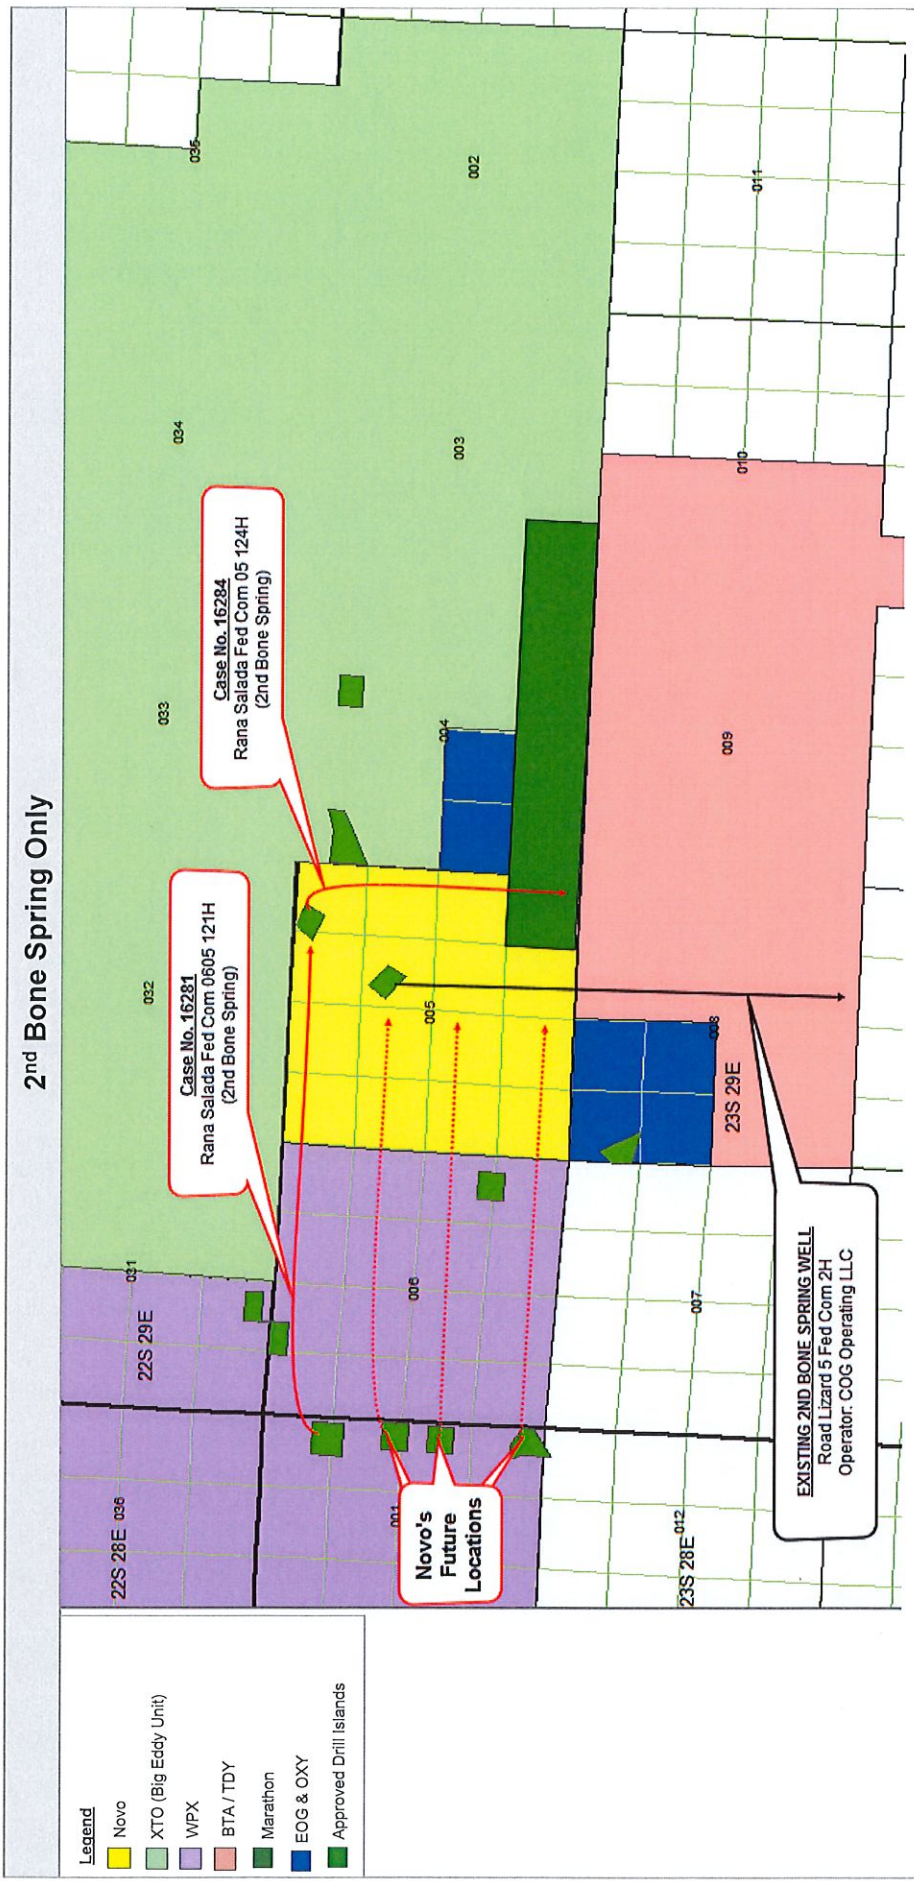 2nd Bone Spring Only
Legend
Novo
XTO (Big Eddy Unit)
WPX
BTA / TDY
Marathon
EOG & OXY
Approved Drill Islands
22S 28E
036
22S 29E
031
032
033
034
035
Case No. 16281
Rana Salada Fed Com 0605 121H
(2nd Bone Spring)
Case No. 16284
Rana Salada Fed Com 05 124H
(2nd Bone Spring)
001
006
005
004
003
002
Novo's
Future
Locations
23S 28E
012
007
23S 29E
008
009
010
011
EXISTING 2ND BONE SPRING WELL
Road Lizard 5 Fed Com 2H
Operator: COG Operating LLC